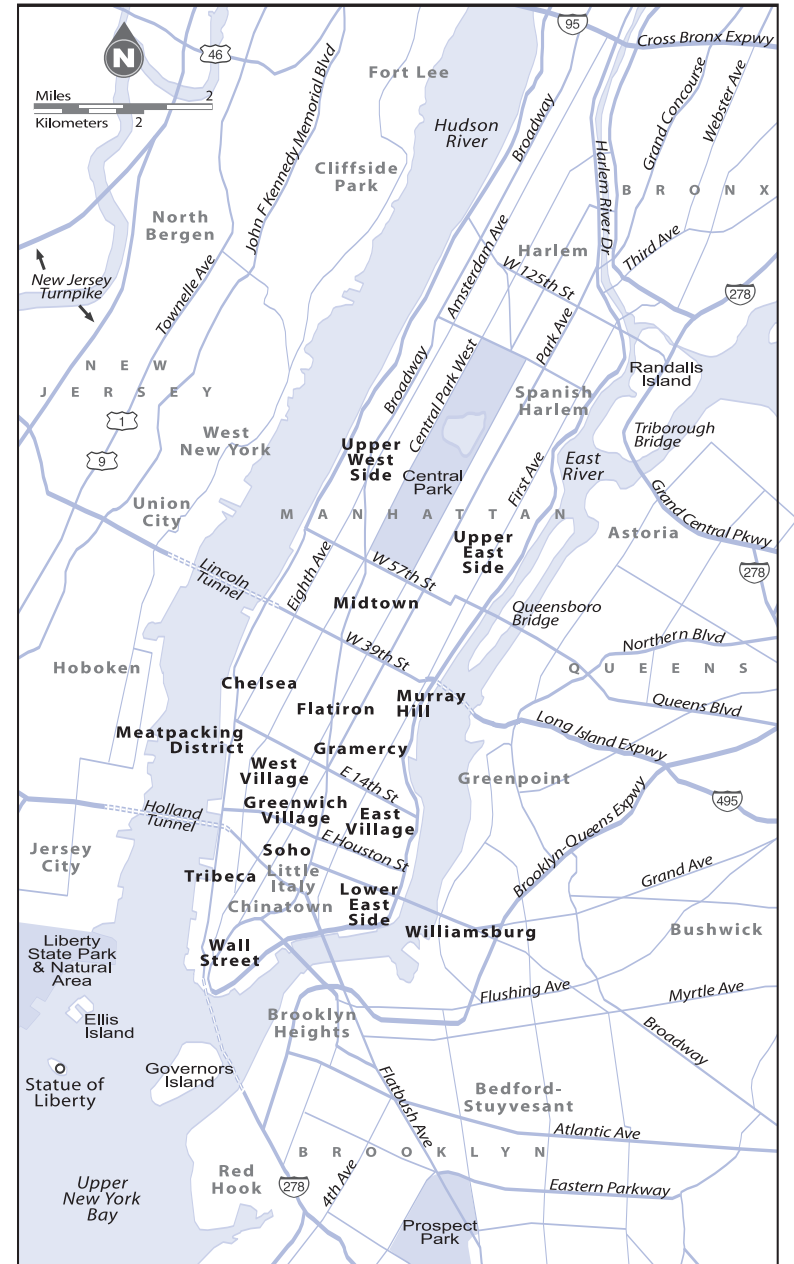 95
Cross Bronx Expwy
N
46
Miles
2
Kilometers
2
Fort Lee
John F Kennedy Memorial Blvd
Hudson
River
Broadway
Grand Concourse
Webster Ave
Harlem River Dr
Cliffside
Park
BRONX
North
Bergen
Harlem
Third Ave
Amsterdam Ave
W 125th St
New Jersey
Turnpike
Townelle Ave
278
Park Ave
NEW
JERSEY
Broadway
Central Park West
Randalls
Island
Spanish
Harlem
1
9
West
New York
Upper
West
Side
Central
Park
First Ave
East
River
Triborough
Bridge
Union
City
MANHATTAN
Grand Central Pkwy
Astoria
Upper
East
Side
278
Lincoln
Tunnel
Eighth Ave
W 57th St
Midtown
Queensboro
Bridge
W 39th St
Northern Blvd
Hoboken
QUEENS
Chelsea
Murray
Hill
Flatiron
Queens Blvd
Meatpacking
District
Gramercy
Long Island Expwy
West
Village
E 14th St
Greenpoint
Greenwich
Village
East
Village
Holland
Tunnel
495
Brooklyn-Queens Expwy
Jersey
City
Soho
E Houston St
Tribeca
Little
Italy
Grand Ave
Chinatown
Lower
East
Side
Williamsburg
Bushwick
Wall
Street
Liberty
State Park
& Natural
Area
Flushing Ave
Myrtle Ave
Ellis
Island
Brooklyn
Heights
Broadway
Statue of
Liberty
Governors
Island
Flatbush Ave
Bedford-
Stuyvesant
Atlantic Ave
BROOKLYN
Upper
New York
Bay
Red
Hook
278
4th Ave
Eastern Parkway
Prospect
Park